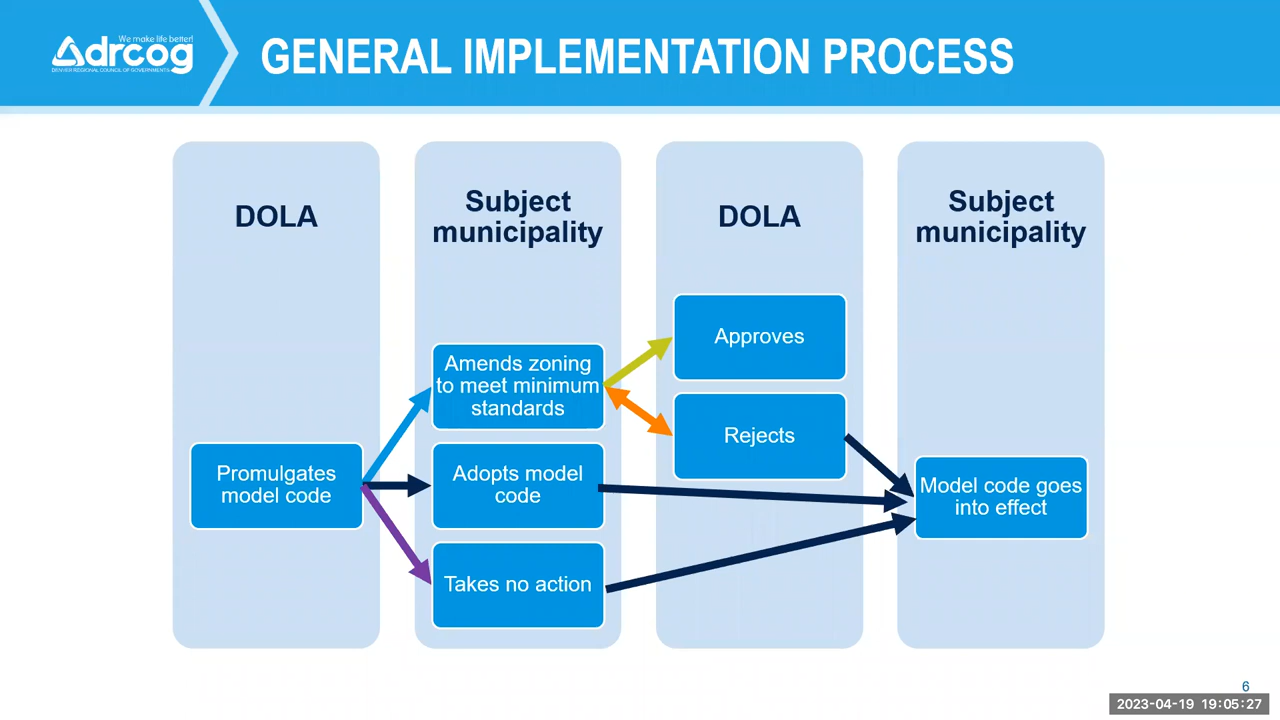 We make life better!
drcog
DENVER REGIONAL COUNCIL OF GOVERNMENTS
GENERAL IMPLEMENTATION PROCESS
DOLA
Subject
municipality
DOLA
Subject
municipality
Approves
Amends zoning
to meet minimum
standards
Rejects
Promulgates
model code
Adopts model
code
Model code goes
into effect
Takes no action
6
2023-04-19 19:05:27